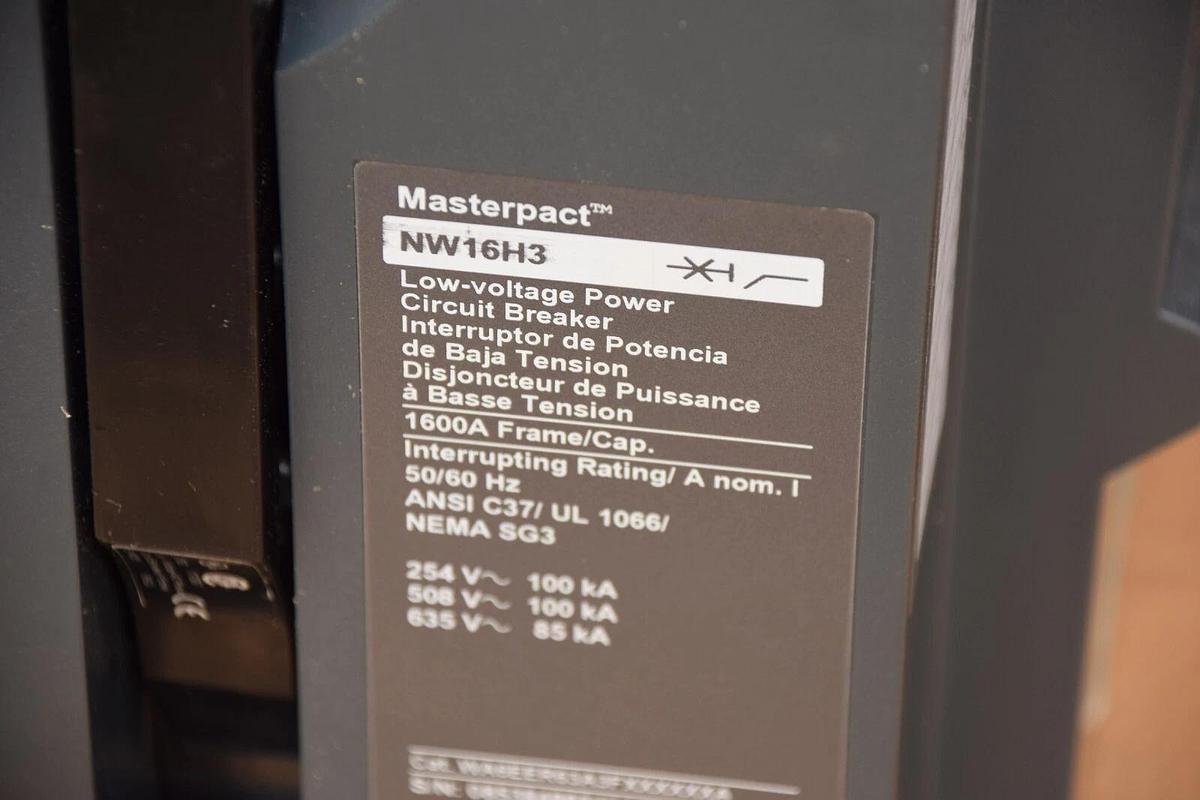 Masterpact™
NW16H3
Low-voltage Power
Circuit Breaker
Interruptor de Potencia
de Baja Tension
Disjoncteur de Puissance
à Basse Tension
1600A Frame/Cap.
Interrupting Rating/ A nom. I
50/60 Hz
ANSI C37/ UL 1066/
NEMA SG3
254 V~ 100 kA
508 V~ 100 kA
635 V~ 85 kA
Cat.
S/N: